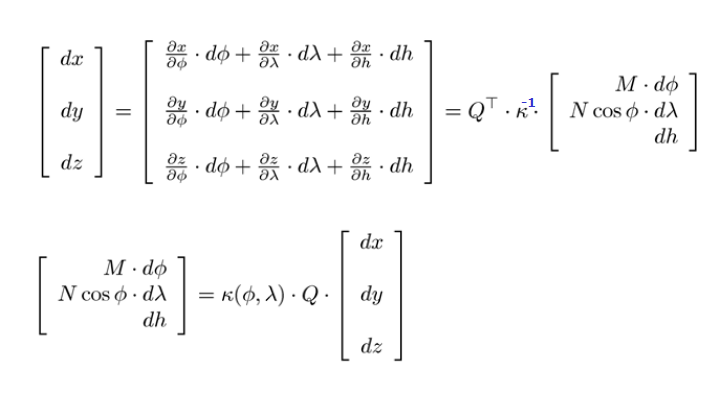 [dx dy dz] = [∂x/∂ϕ · dϕ + ∂x/∂λ · dλ + ∂x/∂h · dh ∂y/∂ϕ · dϕ + ∂y/∂λ · dλ + ∂y/∂h · dh ∂z/∂ϕ · dϕ + ∂z/∂λ · dλ + ∂z/∂h · dh] = Q⊤ · κ-1· [M · dϕ N cos ϕ · dλ dh]
[M · dϕ N cos ϕ · dλ dh] = κ(ϕ, λ) · Q · [dx dy dz]